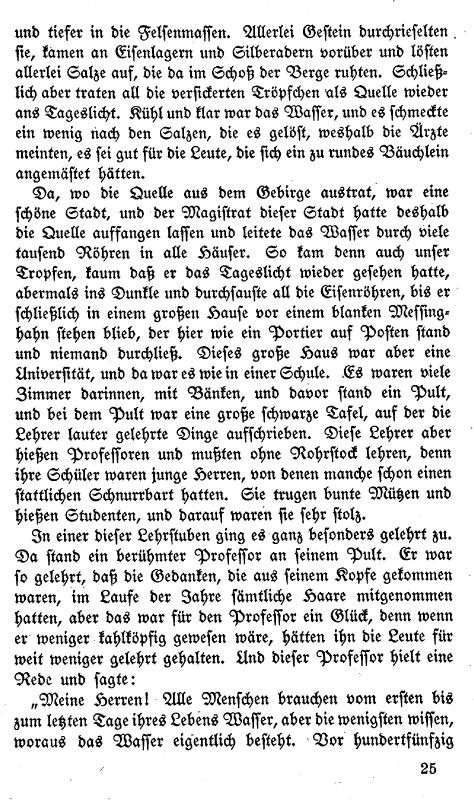 und tiefer in die Felsenmassen. Allerlei Gestein durchrieselten
sie, kamen an Eisenlagern und Silberadern vorüber und lösten
allerlei Salze auf, die da im Schoß der Berge ruhten. Schließ-
lich aber traten all die versickerten Tröpfchen als Quelle wieder
ans Tageslicht. Kühl und klar war das Wasser, und es schmeckte
ein wenig nach den Salzen, die es gelöst, weshalb die Ärzte
meinten, es sei gut für die Leute, die sich ein zu rundes Bäuchlein
angemästet hätten.
Da, wo die Quelle aus dem Gebirge austrat, war eine
schöne Stadt, und der Magistrat dieser Stadt hatte deshalb
die Quelle auffangen lassen und leitete das Wasser durch viele
tausend Röhren in alle Häuser. So kam denn auch unser
Tropfen, kaum daß er das Tageslicht wieder gesehen hatte,
abermals ins Dunkle und durchsauste all die Eisenröhren, bis er
schließlich in einem großen Hause vor einem blanken Messing-
hahn stehen blieb, der hier wie ein Portier auf Posten stand
und niemand durchließ. Dieses große Haus war aber eine
Universität, und da war es wie in einer Schule. Es waren viele
Zimmer darinnen, mit Bänken, und davor stand ein Pult,
und bei dem Pult war eine große schwarze Tafel, auf der die
Lehrer lauter gelehrte Dinge aufschrieben. Diese Lehrer aber
hießen Professoren und mußten ohne Rohrstock lehren, denn
ihre Schüler waren junge Herren, von denen manche schon einen
stattlichen Schnurrbart hatten. Sie trugen bunte Mützen und
hießen Studenten, und darauf waren sie sehr stolz.
In einer dieser Lehrstuben ging es ganz besonders gelehrt zu.
Da stand ein berühmter Professor an seinem Pult. Er war
so gelehrt, daß die Gedanken, die aus seinem Kopfe gekommen
waren, im Laufe der Jahre sämtliche Haare mitgenommen
hatten, aber das war für den Professor ein Glück, denn wenn
er weniger kahlköpfig gewesen wäre, hätten ihn die Leute für
weit weniger gelehrt gehalten. Und dieser Professor hielt eine
Rede und sagte:
„Meine Herren! Alle Menschen brauchen vom ersten bis
zum letzten Tage ihres Lebens Wasser, aber die wenigsten wissen,
woraus das Wasser eigentlich besteht. Vor hundertfünfzig
25